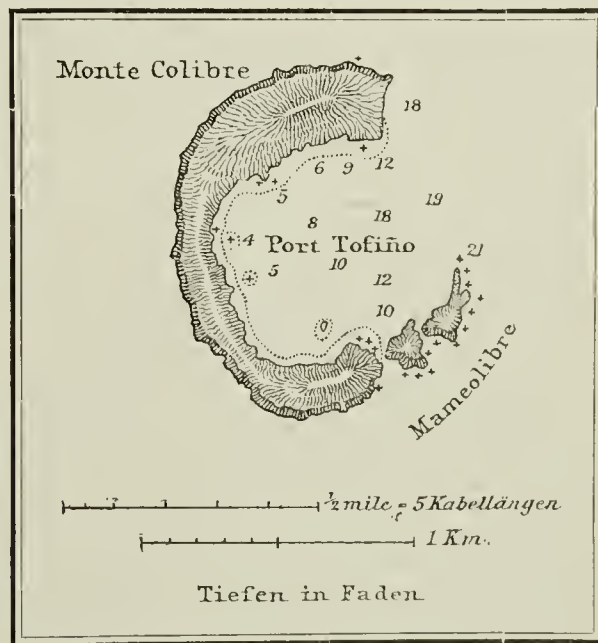 Monte Colibre
18
6 9 12
5
19
8 18
4 Port Tofiño 21
5 10 12
10
Mameolibre
½ mile = 5 Kabellängen
1 Km.
Tiefen in Faden